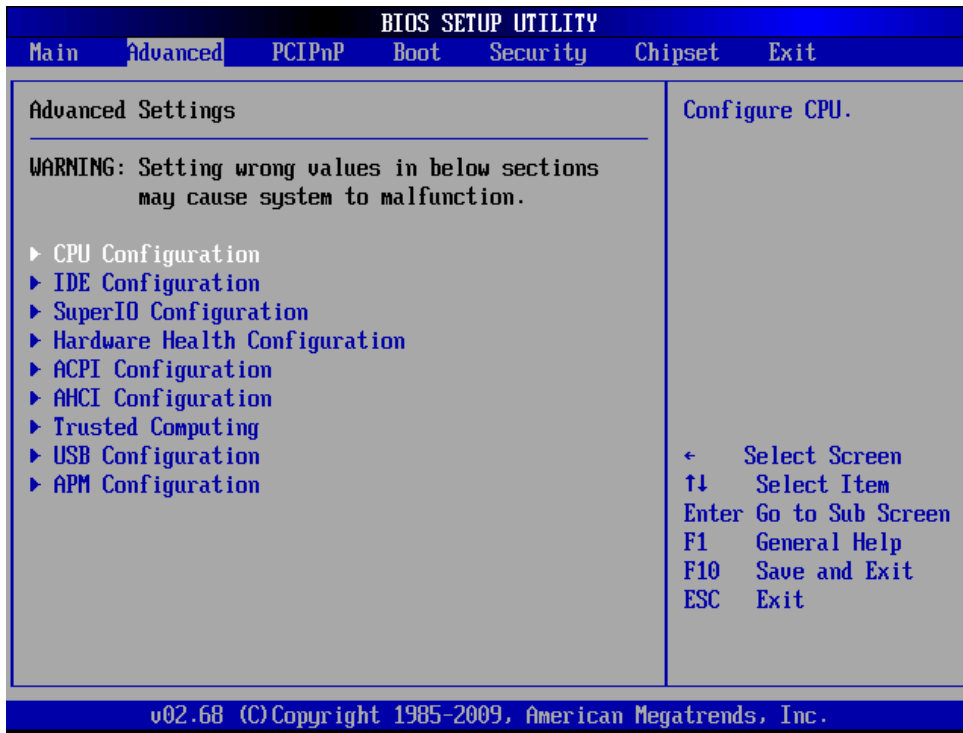 BIOS SETUP UTILITY
Main Advanced PCIPnP Boot Security Chipset Exit
Advanced Settings
WARNING: Setting wrong values in below sections
may cause system to malfunction.
▶ CPU Configuration
▶ IDE Configuration
▶ SuperIO Configuration
▶ Hardware Health Configuration
▶ ACPI Configuration
▶ AHCI Configuration
▶ Trusted Computing
▶ USB Configuration
▶ APM Configuration
Configure CPU.
← Select Screen
↑↓ Select Item
Enter Go to Sub Screen
F1 General Help
F10 Save and Exit
ESC Exit
v02.68 (C)Copyright 1985-2009, American Megatrends, Inc.